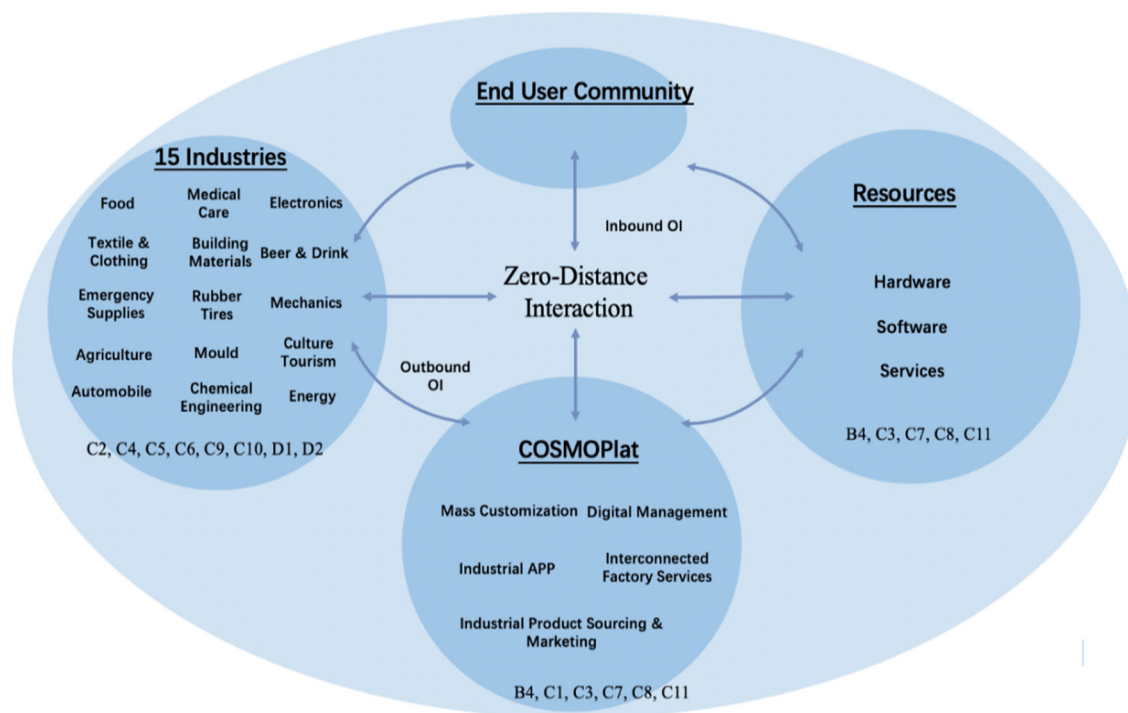 End User Community
15 Industries
Food
Medical
Care
Electronics
Textile &
Clothing
Building
Materials
Beer & Drink
Emergency
Supplies
Rubber
Tires
Mechanics
Agriculture
Mould
Culture
Tourism
Automobile
Chemical
Engineering
Energy
C2, C4, C5, C6, C9, C10, D1, D2
Inbound OI
Zero-Distance
Interaction
Outbound
OI
Resources
Hardware
Software
Services
B4, C3, C7, C8, C11
COSMOPlat
Mass Customization
Digital Management
Industrial APP
Interconnected
Factory Services
Industrial Product Sourcing &
Marketing
B4, C1, C3, C7, C8, C11